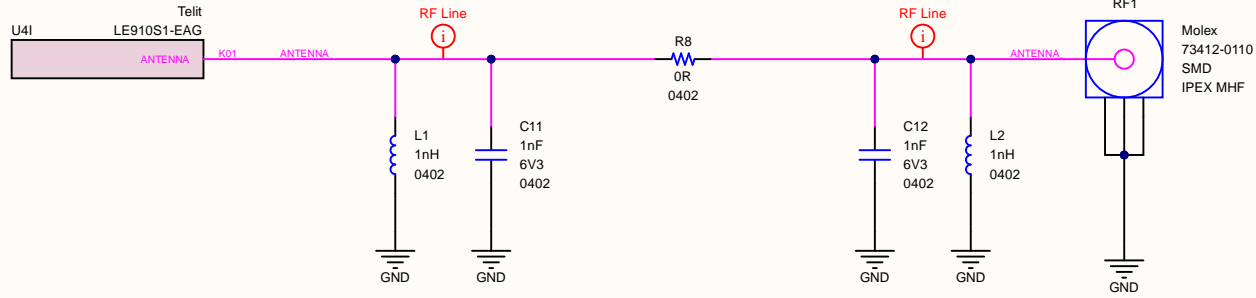 Telit
U4I
LE910S1-EAG
ANTENNA
K01
ANTENNA
RF Line
i
R8
0R
0402
RF Line
i
ANTENNA
RF1
Molex
73412-0110
SMD
IPEX MHF
L1
1nH
0402
C11
1nF
6V3
0402
C12
1nF
6V3
0402
L2
1nH
0402
GND
GND
GND
GND
GND